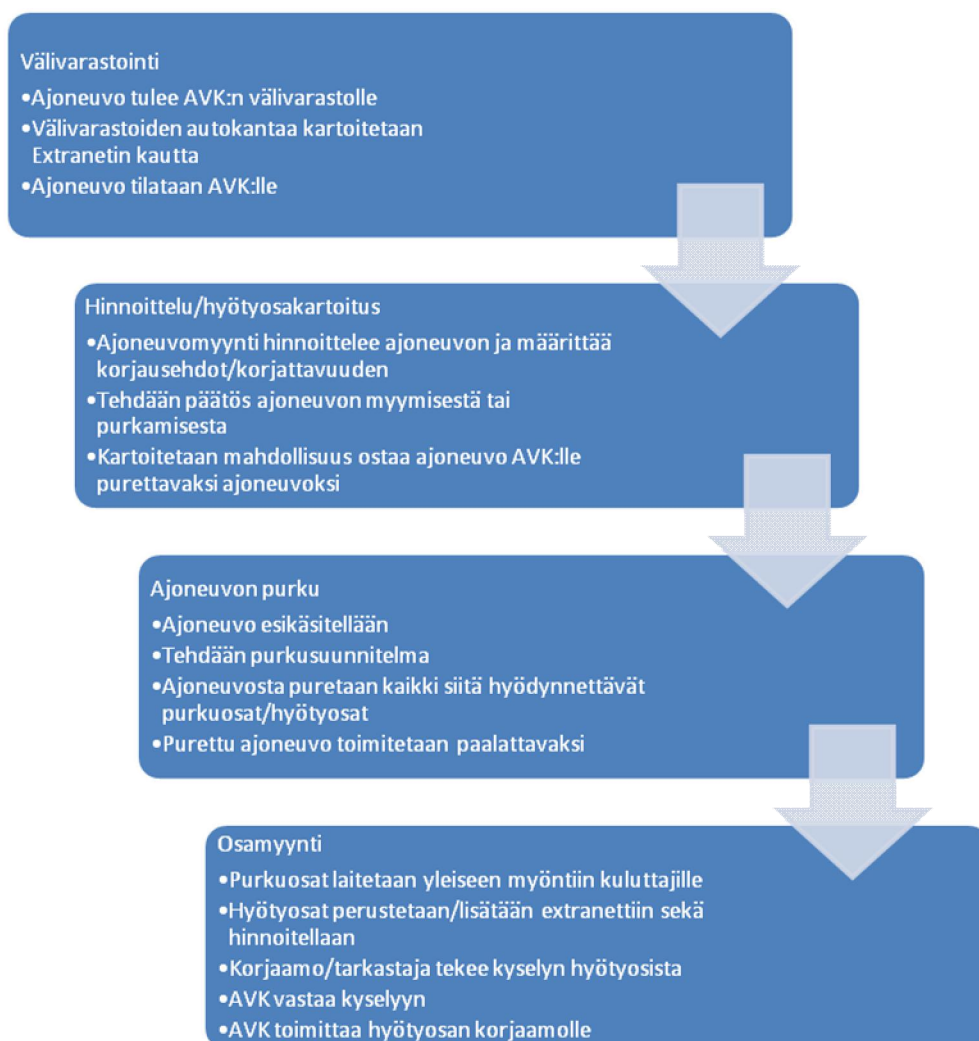 Välivarastointi
•Ajoneuvo tulee AVK:n välivarastolle
•Välivarastoiden autokantaa kartoitetaan
Extranetin kautta
•Ajoneuvo tilataan AVK:lle
Hinnoittelu/hyötyosakartoitus
•Ajoneuvomyynti hinnoittelee ajoneuvon ja määrittää
korjausehdot/korjattavuuden
•Tehdään päätös ajoneuvon myymisestä tai
purkamisesta
•Kartoitetaan mahdollisuus ostaa ajoneuvo AVK:lle
purettavaksi ajoneuvoksi
Ajoneuvon purku
•Ajoneuvo esikäsitellään
•Tehdään purkusuunnitelma
•Ajoneuvosta puretaan kaikki siitä hyödynnettävät
purkuosat/hyötyosat
•Purettu ajoneuvo toimitetaan paalattavaksi
Osamyynti
•Purkuosat laitetaan yleiseen myöntiin kuluttajille
•Hyötyosat perustetaan/lisätään extranettiin sekä
hinnoitellaan
•Korjaamo/tarkastaja tekee kyselyn hyötyosista
•AVK vastaa kyselyyn
•AVK toimittaa hyötyosan korjaamolle